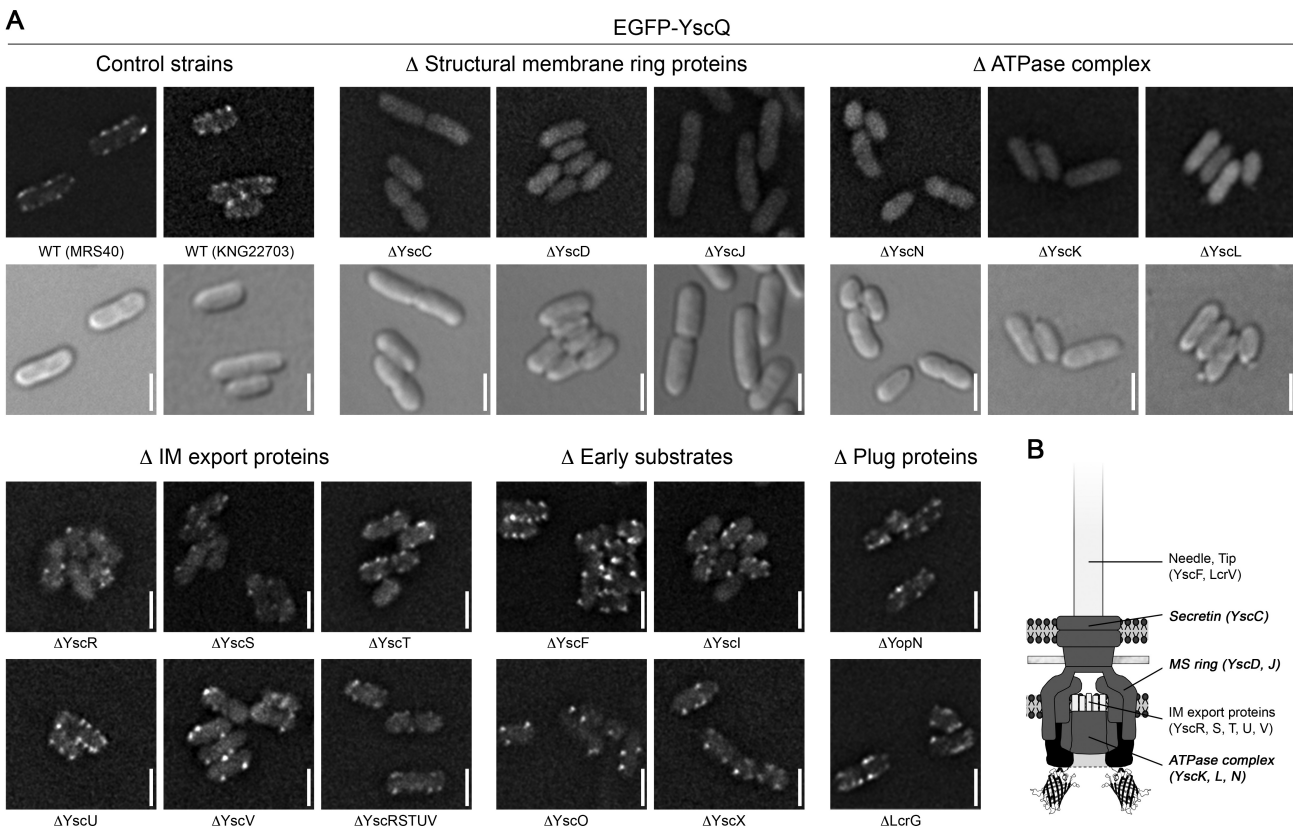 A
EGFP-YscQ
Control strains
Δ Structural membrane ring proteins
Δ ATPase complex
WT (MRS40)
WT (KNG22703)
ΔYscC
ΔYscD
ΔYscJ
ΔYscN
ΔYscK
ΔYscL
Δ IM export proteins
Δ Early substrates
Δ Plug proteins
ΔYscR
ΔYscS
ΔYscT
ΔYscF
ΔYscI
ΔYopN
ΔYscU
ΔYscV
ΔYscRSTUV
ΔYscO
ΔYscX
ΔLcrG
B
Needle, Tip
(YscF, LcrV)
Secretin (YscC)
MS ring (YscD, J)
IM export proteins
(YscR, S, T, U, V)
ATPase complex
(YscK, L, N)